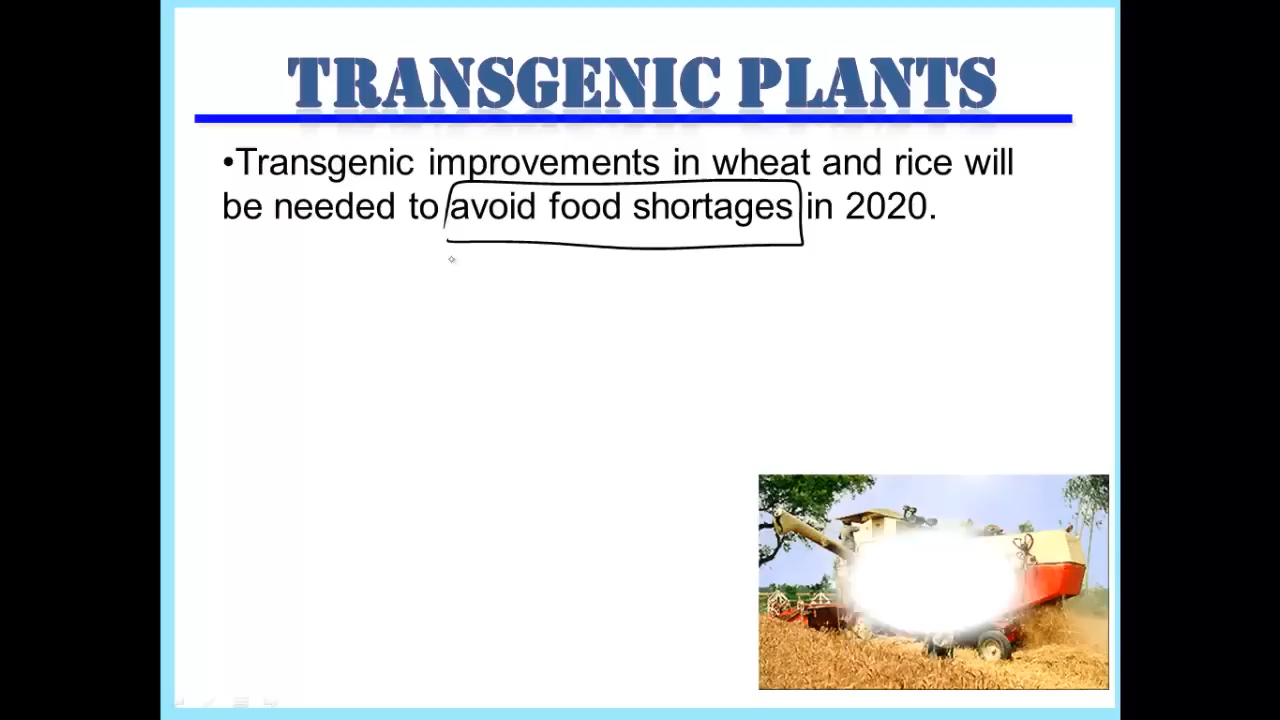 TRANSGENIC PLANTS
•Transgenic improvements in wheat and rice will
be needed to avoid food shortages in 2020.